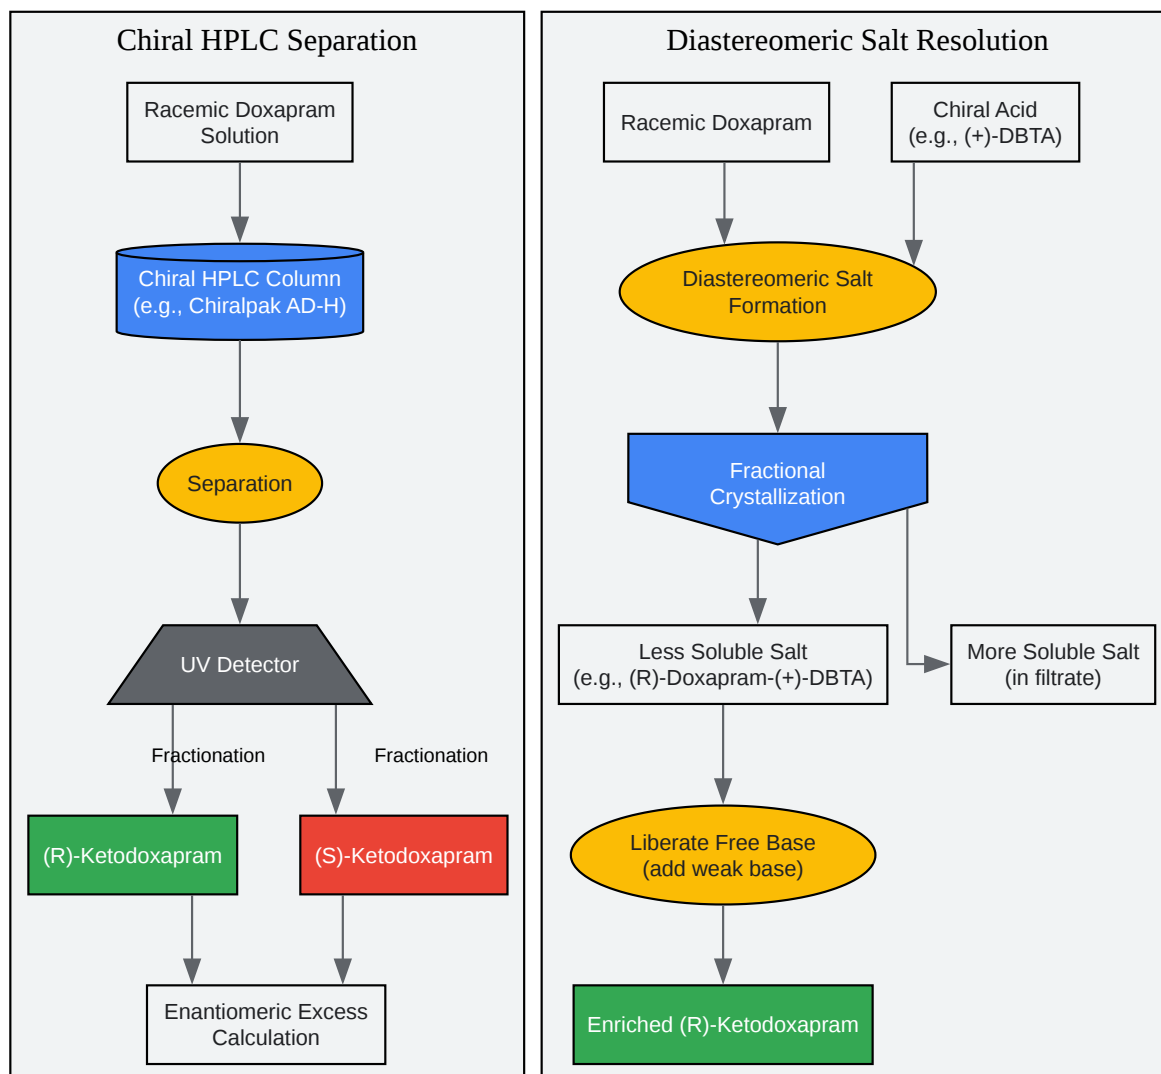 Chiral HPLC Separation
Racemic Doxapram
Solution
Chiral HPLC Column
(e.g., Chiralpak AD-H)
Separation
UV Detector
Fractionation
Fractionation
(R)-Ketodoxapram
(S)-Ketodoxapram
Enantiomeric Excess
Calculation
Diastereomeric Salt Resolution
Racemic Doxapram
Chiral Acid
(e.g., (+)-DBTA)
Diastereomeric Salt
Formation
Fractional
Crystallization
Less Soluble Salt
(e.g., (R)-Doxapram-(+)-DBTA)
More Soluble Salt
(in filtrate)
Liberate Free Base
(add weak base)
Enriched (R)-Ketodoxapram